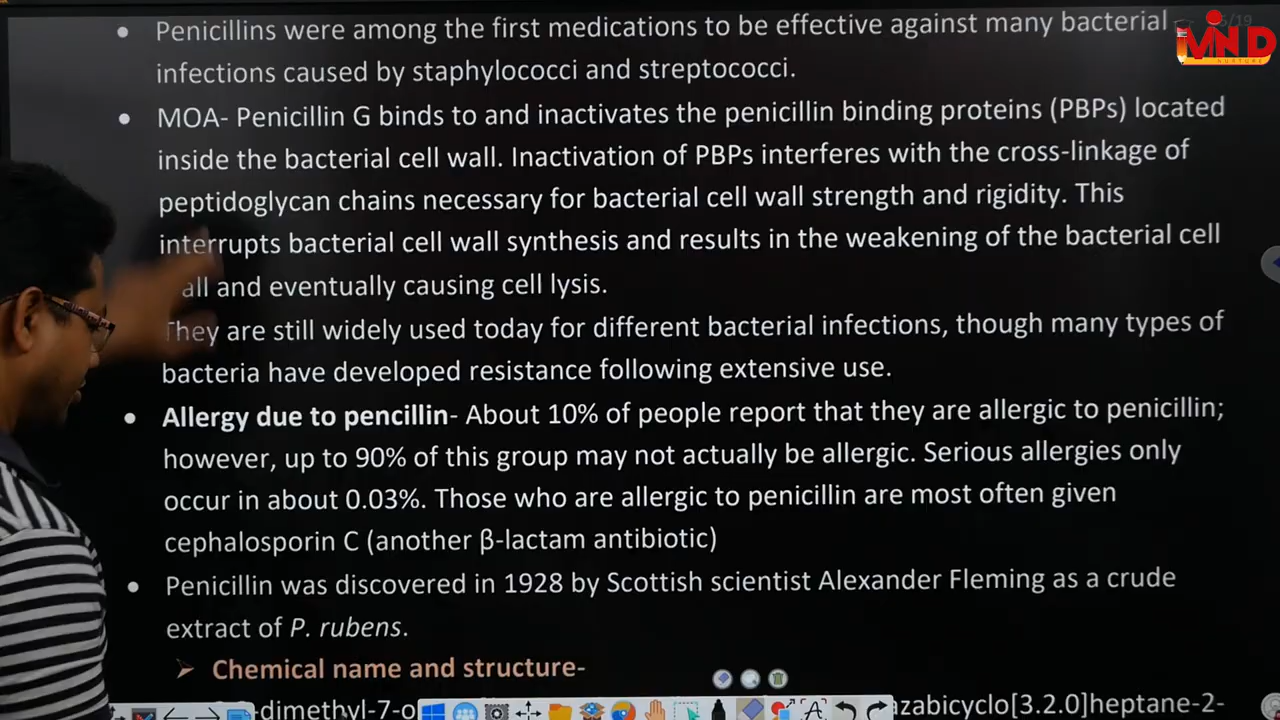 Penicillins were among the first medications to be effective against many bacterial
infections caused by staphylococci and streptococci.
MOA- Penicillin G binds to and inactivates the penicillin binding proteins (PBPs) located
inside the bacterial cell wall. Inactivation of PBPs interferes with the cross-linkage of
peptidoglycan chains necessary for bacterial cell wall strength and rigidity. This
interrupts bacterial cell wall synthesis and results in the weakening of the bacterial cell
all and eventually causing cell lysis.
They are still widely used today for different bacterial infections, though many types of
bacteria have developed resistance following extensive use.
Allergy due to pencillin- About 10% of people report that they are allergic to penicillin;
however, up to 90% of this group may not actually be allergic. Serious allergies only
occur in about 0.03%. Those who are allergic to penicillin are most often given
cephalosporin C (another β-lactam antibiotic)
Penicillin was discovered in 1928 by Scottish scientist Alexander Fleming as a crude
extract of P. rubens.
Chemical name and structure-
-dimethyl-7-o azabicyclo[3.2.0]heptane-2-
MIND
NURTURE